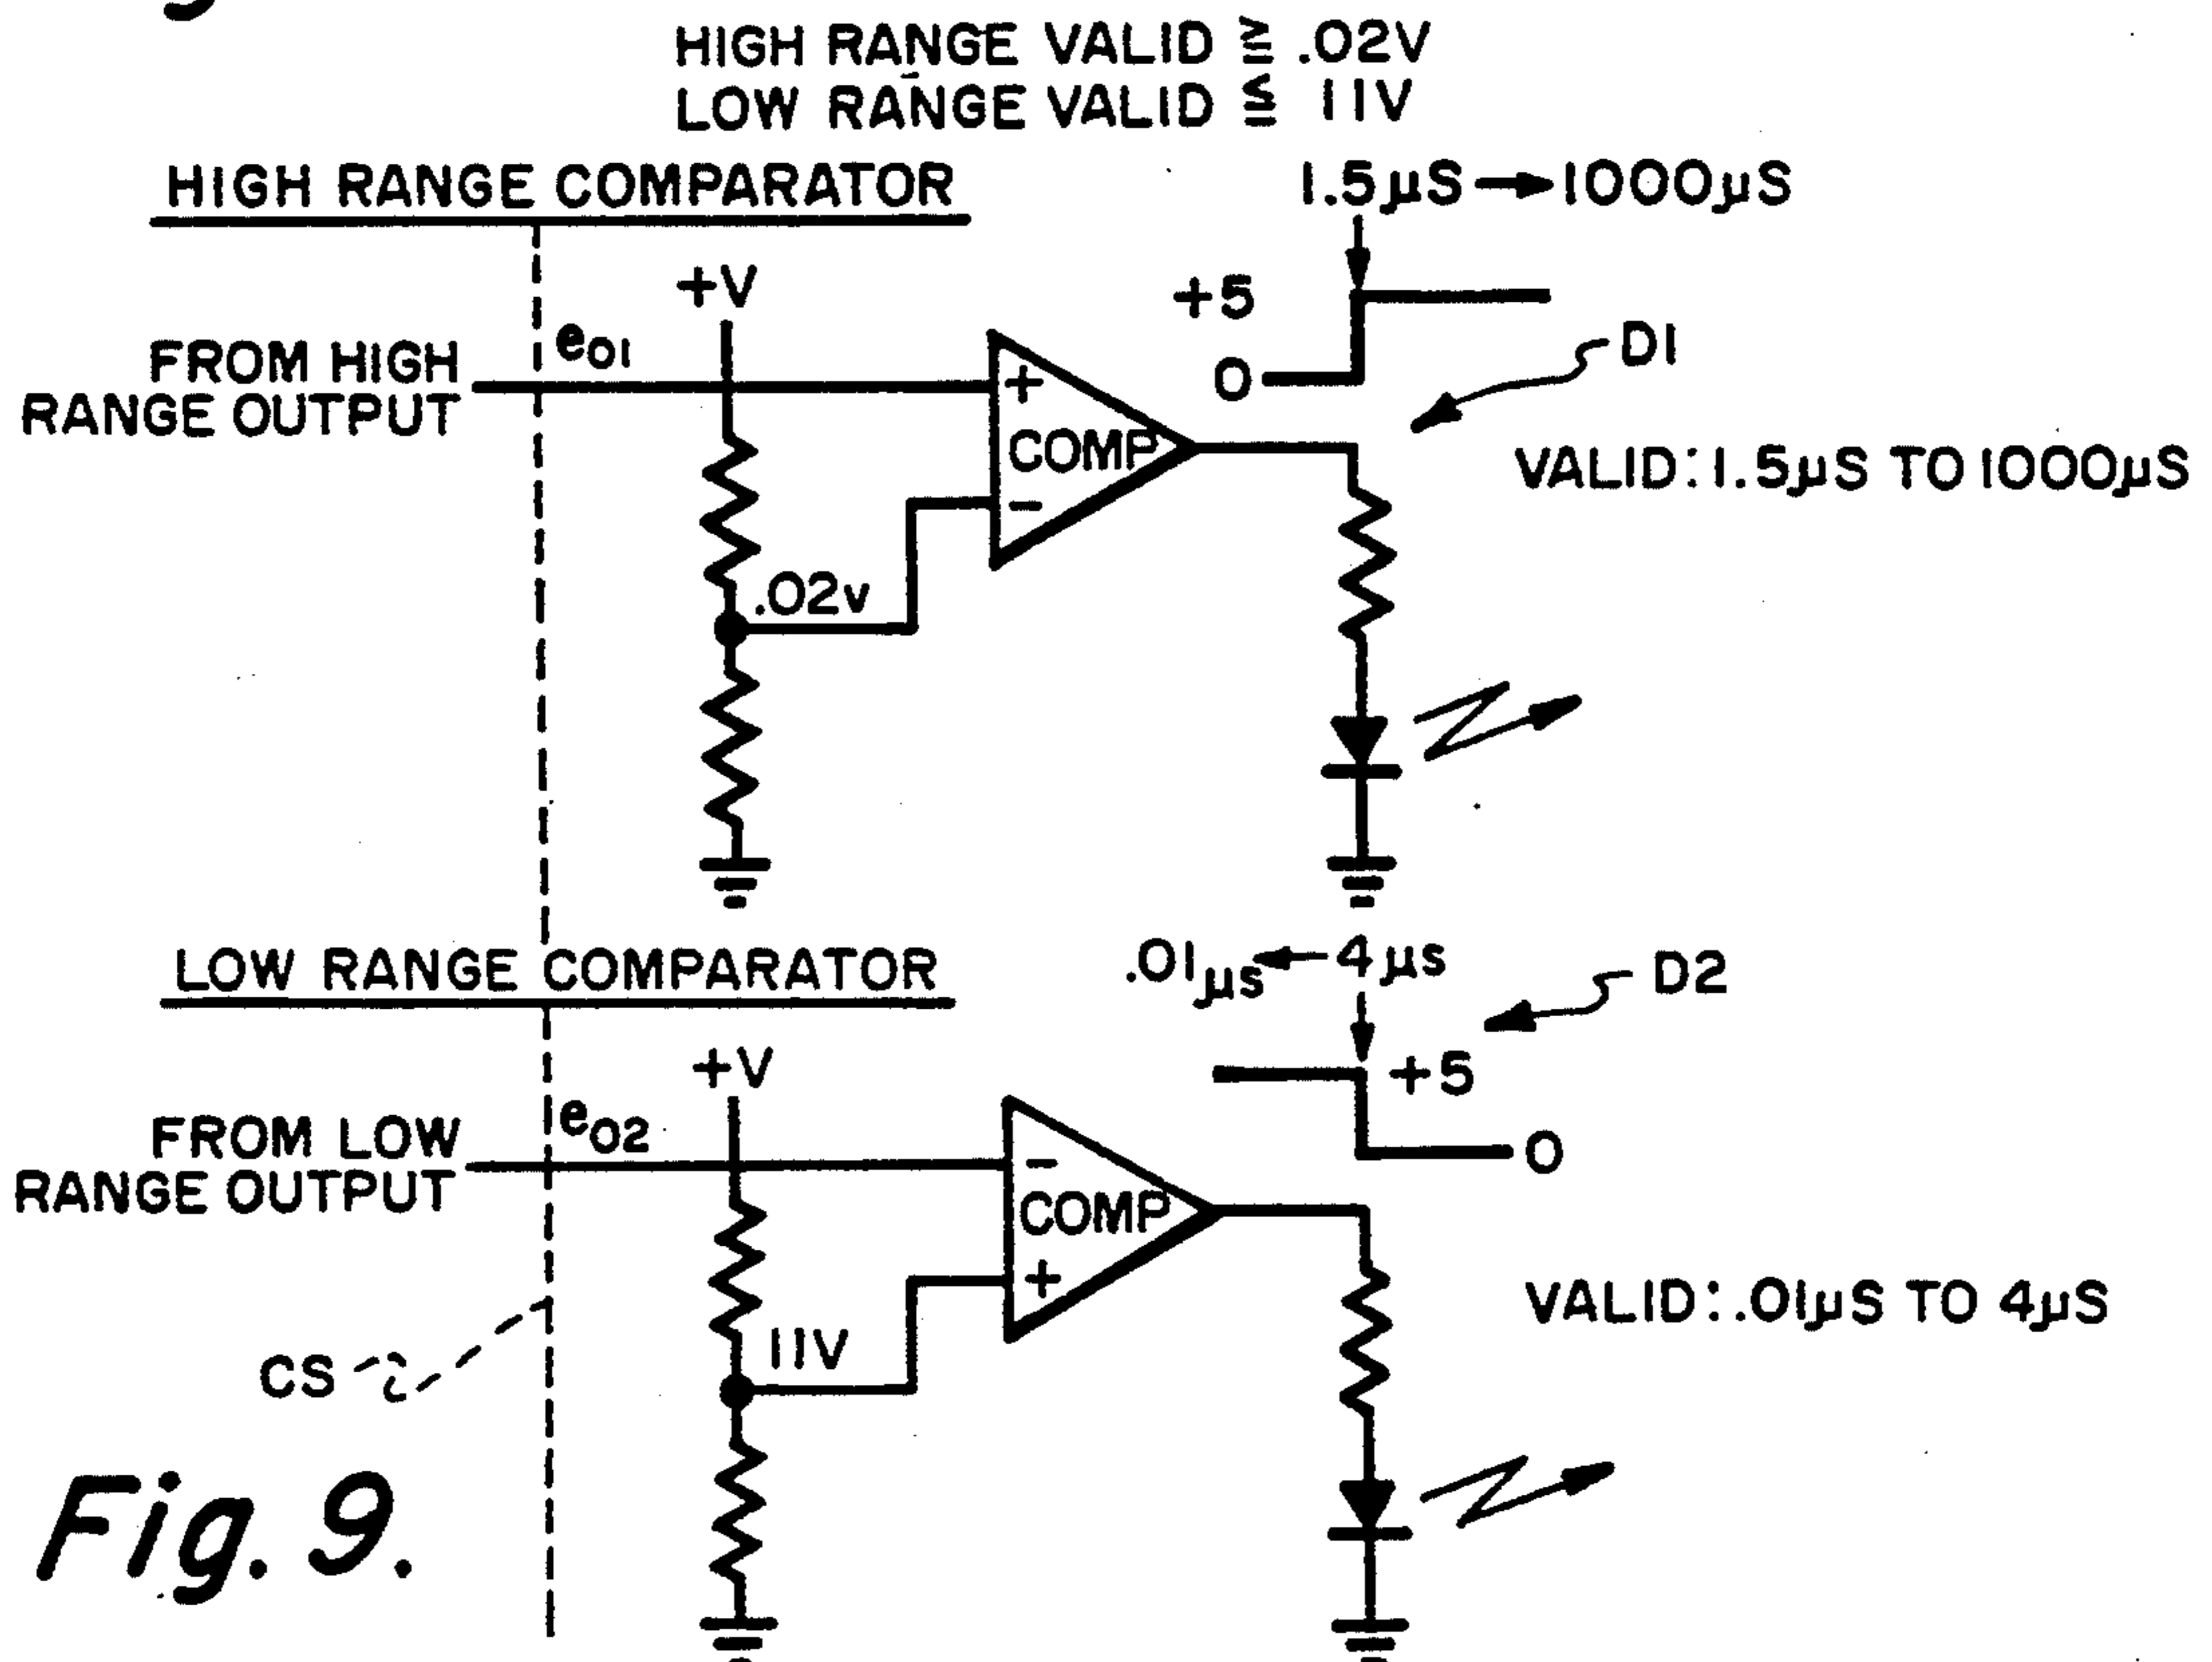 HIGH RANGE VALID ≧ .02V
LOW RANGE VALID ≦ 11V
HIGH RANGE COMPARATOR
1.5µS→1000µS
+V
+5
e01
D1
FROM HIGH
RANGE OUTPUT
0
+
COMP
VALID: 1.5µS TO 1000µS
-
.02v
LOW RANGE COMPARATOR
.01µs←4µs
D2
+V
+5
e02
FROM LOW
RANGE OUTPUT
0
-
COMP
+
VALID: .01µS TO 4µS
11V
CS
Fig. 9.